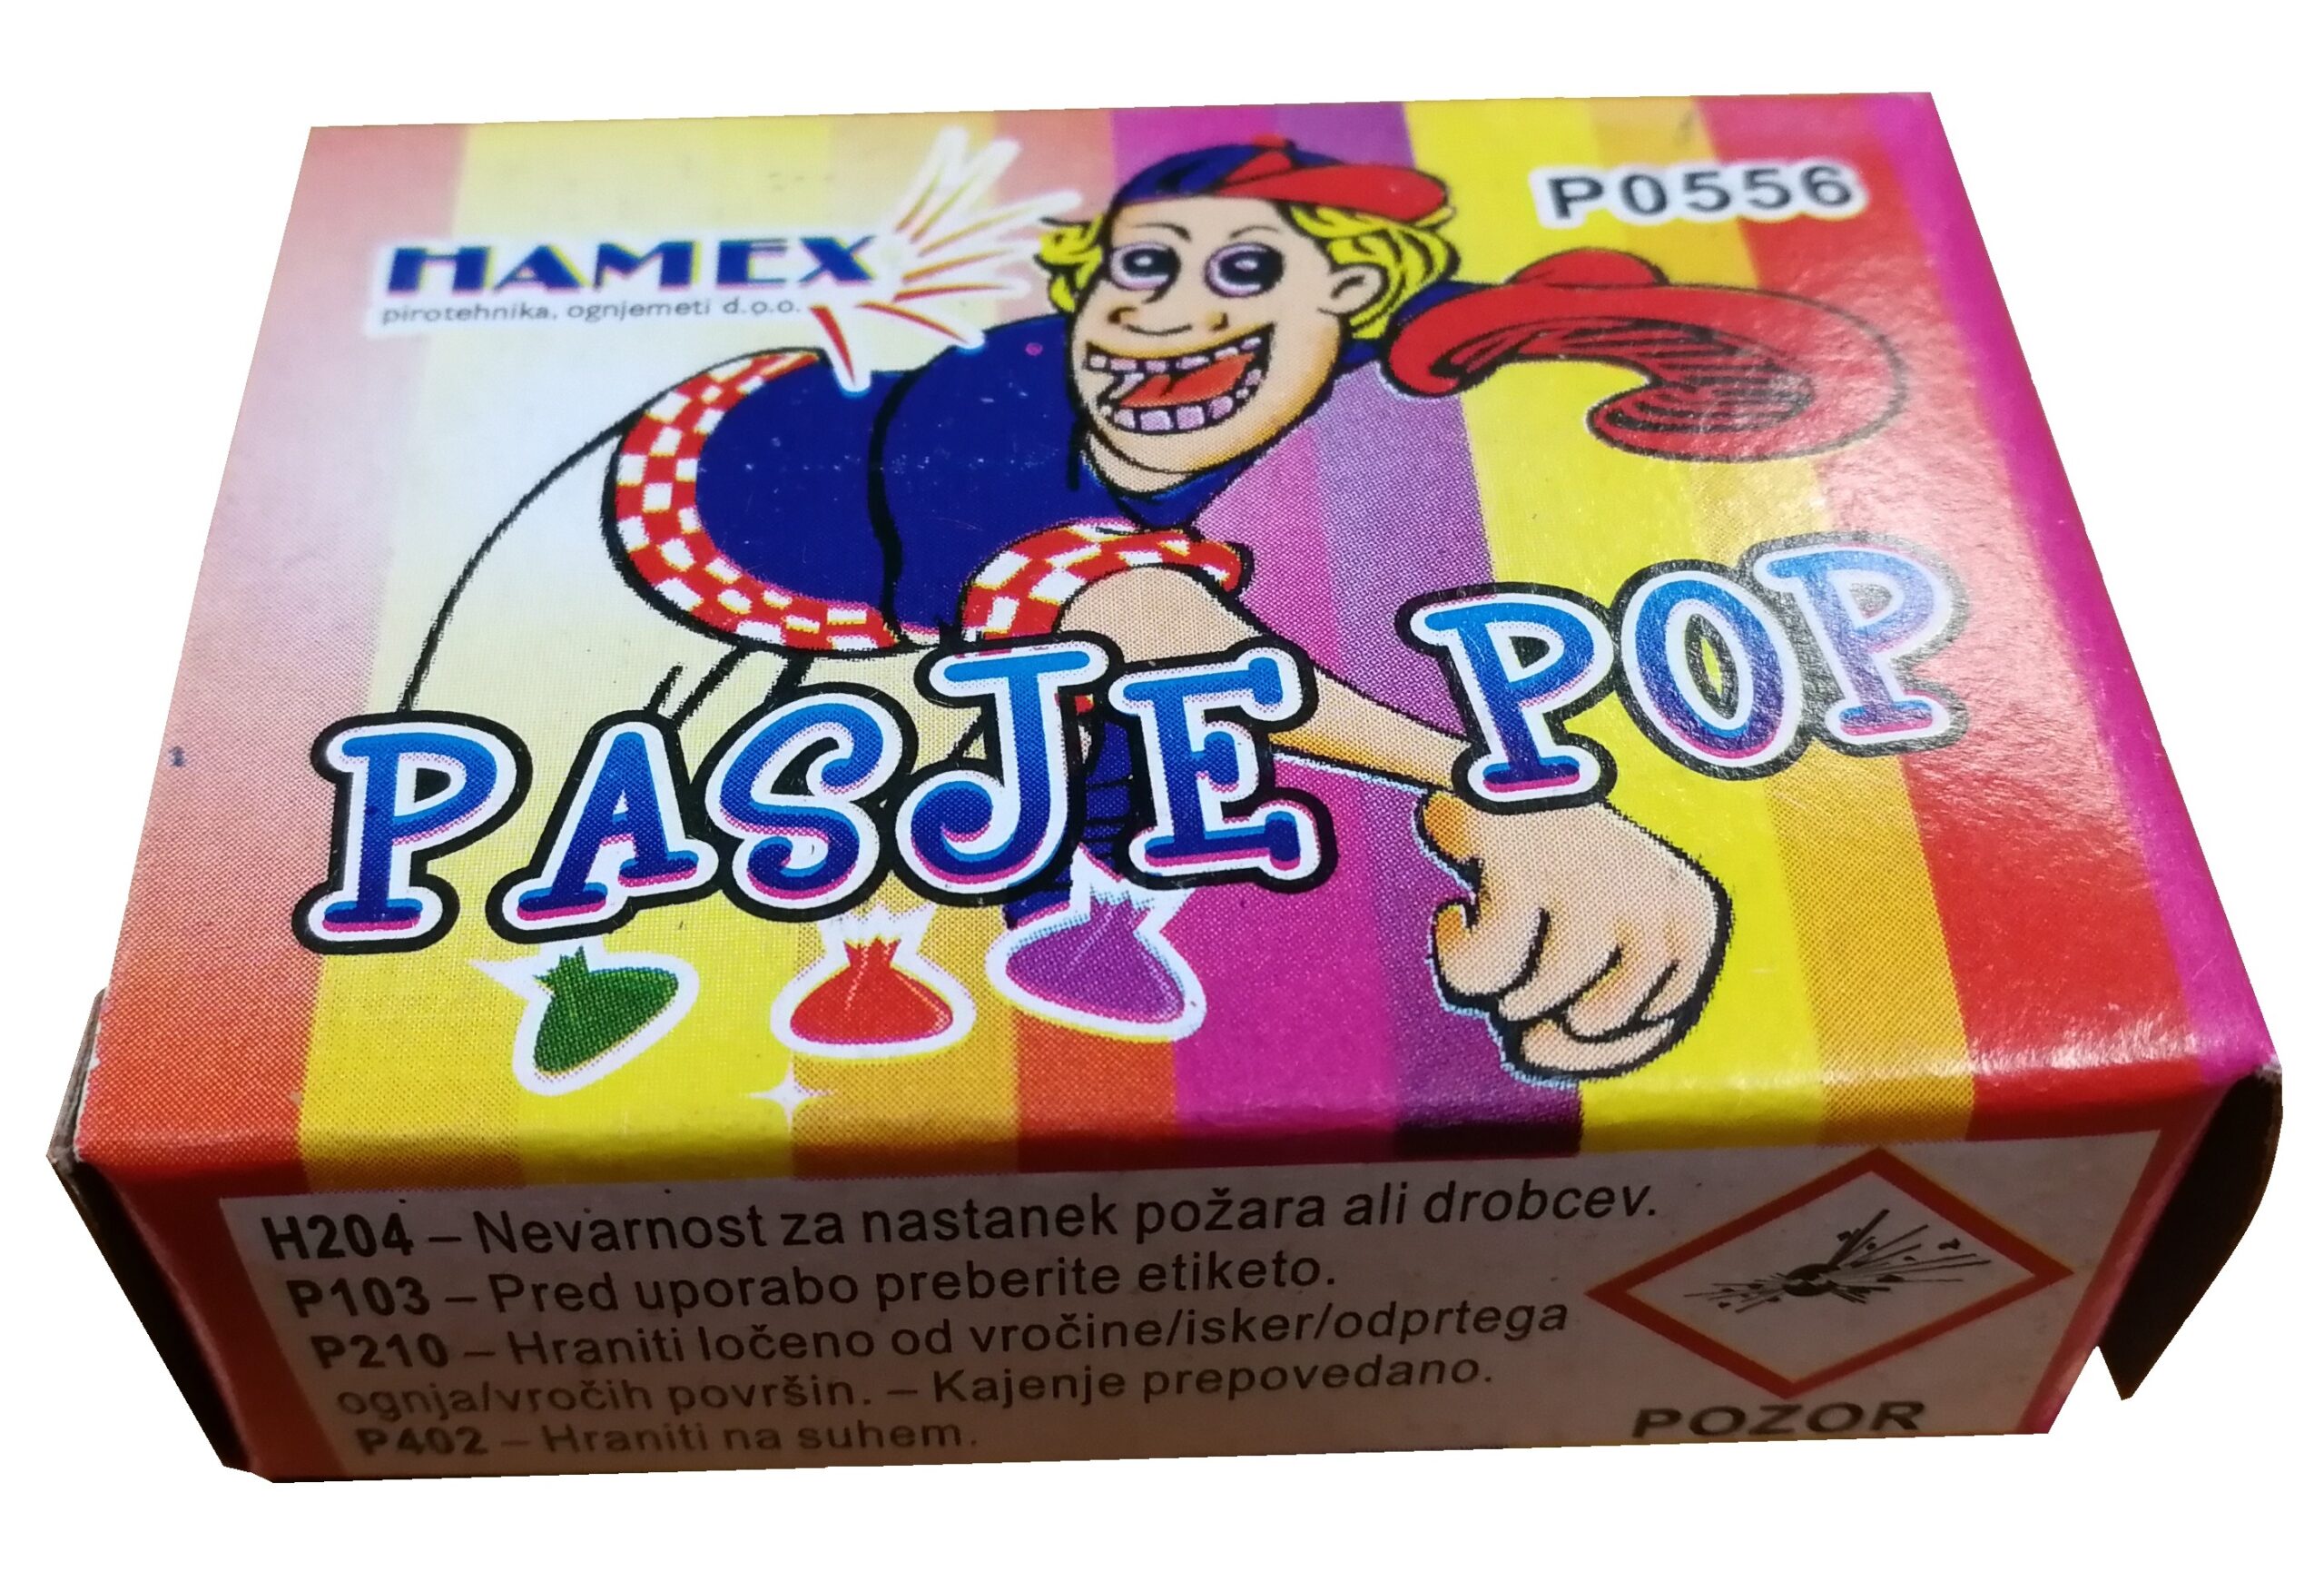 HAMEX
pirotehnika, ognjemeti d.o.o.
P0556
PASJE POP
H204 – Nevarnost za nastanek požara ali drobcev.
P103 – Pred uporabo preberite etiketo.
P210 – Hraniti ločeno od vročine/isker/odprtega
ognja/vročih površin. – Kajenje prepovedano.
P402 – Hraniti na suhem.
POZOR